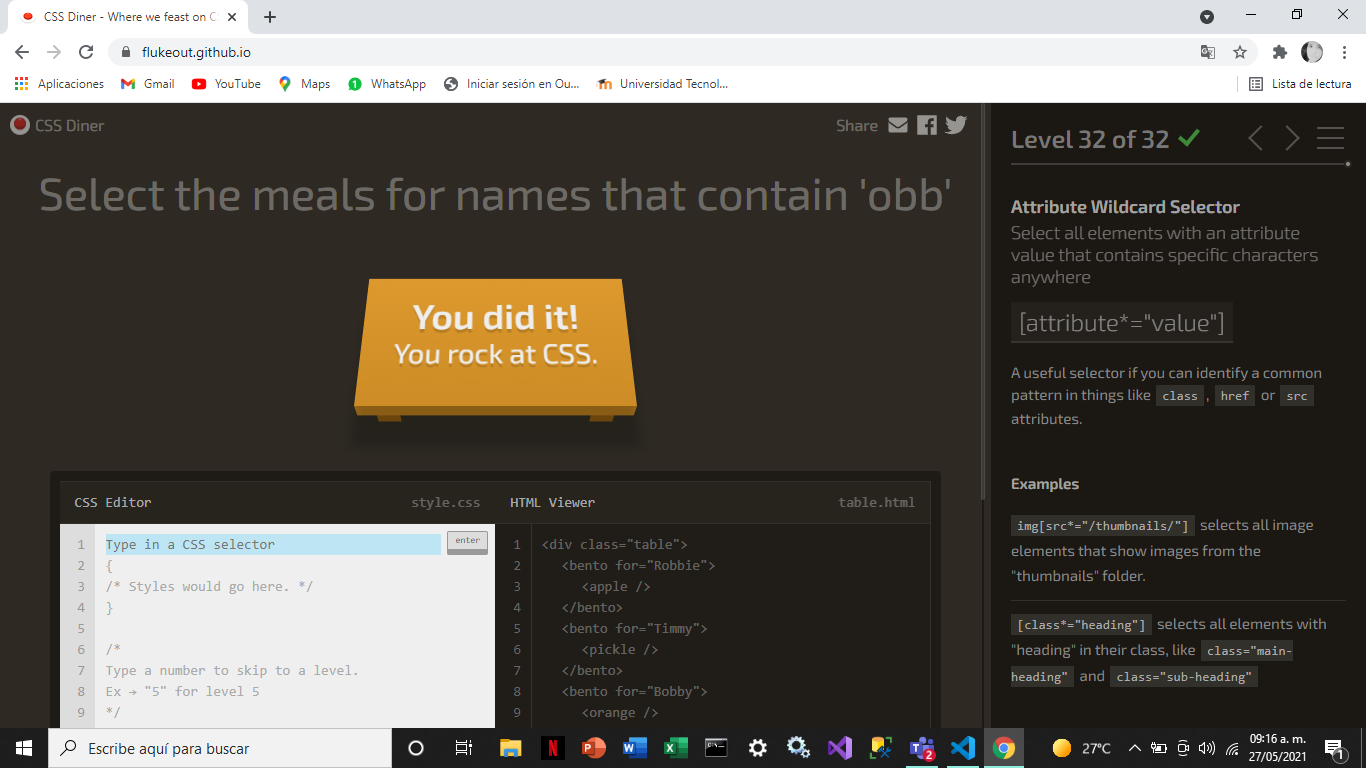 CSS Diner - Where we feast on C
flukeout.github.io
Aplicaciones
Gmail
YouTube
Maps
1
WhatsApp
Iniciar sesión en Ou...
Universidad Tecnol...
Lista de lectura
CSS Diner
Share
Select the meals for names that contain 'obb'
You did it!
You rock at CSS.
CSS Editor
style.css
1 Type in a CSS selector
enter
2 {
3 /* Styles would go here. */
4 }
5
6 /*
7 Type a number to skip to a level.
8 Ex → "5" for level 5
9 */
HTML Viewer
table.html
1 <div class="table">
2 <bento for="Robbie">
3 <apple />
4 </bento>
5 <bento for="Timmy">
6 <pickle />
7 </bento>
8 <bento for="Bobby">
9 <orange />
Level 32 of 32
Attribute Wildcard Selector
Select all elements with an attribute
value that contains specific characters
anywhere
[attribute*="value"]
A useful selector if you can identify a common
pattern in things like class , href or src
attributes.
Examples
img[src*="/thumbnails/"] selects all image
elements that show images from the
"thumbnails" folder.
[class*="heading"] selects all elements with
"heading" in their class, like class="main-
heading" and class="sub-heading"
Escribe aquí para buscar
2
27°C
09:16 a. m.
27/05/2021
1